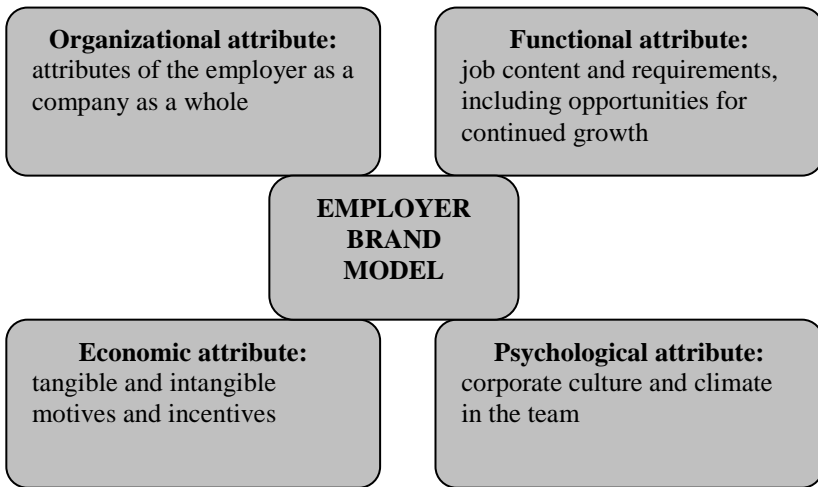 Organizational attribute:
attributes of the employer as a
company as a whole
Functional attribute:
job content and requirements,
including opportunities for
continued growth
EMPLOYER
BRAND
MODEL
Economic attribute:
tangible and intangible
motives and incentives
Psychological attribute:
corporate culture and climate
in the team